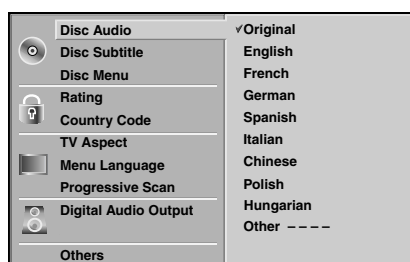 Disc Audio
Disc Subtitle
Disc Menu
Rating
Country Code
TV Aspect
Menu Language
Progressive Scan
Digital Audio Output
Others
✓Original
English
French
German
Spanish
Italian
Chinese
Polish
Hungarian
Other – – – –